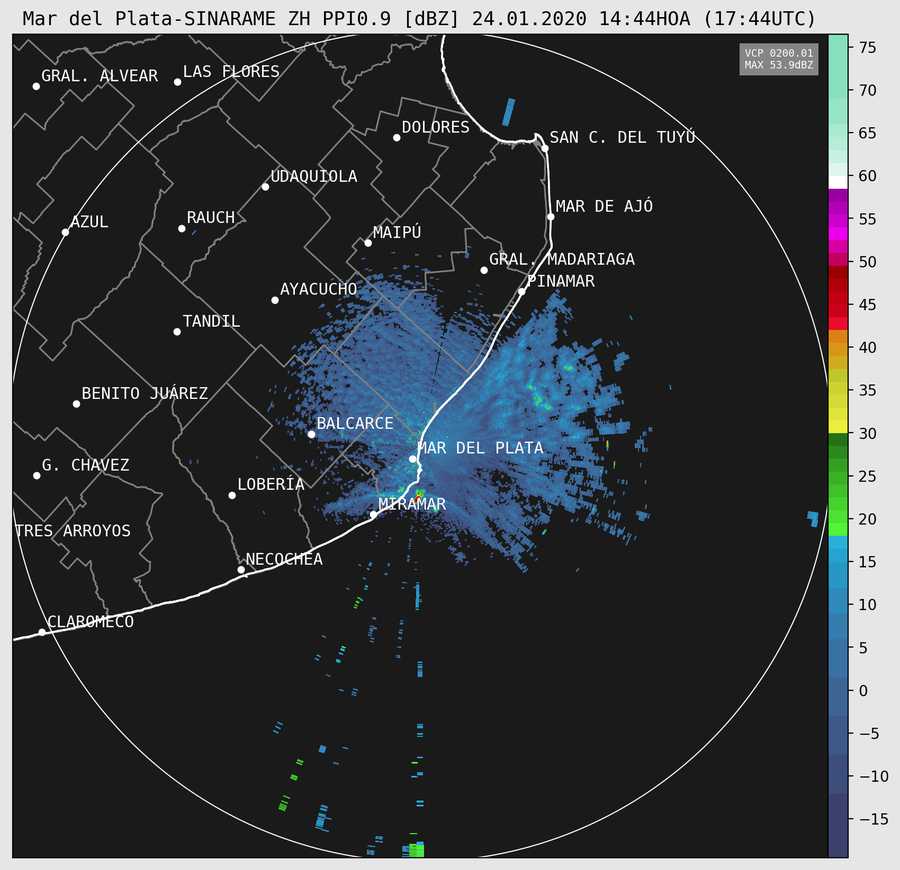 Mar del Plata-SINARAME ZH PPI0.9 [dBZ] 24.01.2020 14:44HOA (17:44UTC)
VCP 0200.01
MAX 53.9dBZ
GRAL. ALVEAR
LAS FLORES
DOLORES
SAN C. DEL TUYÚ
UDAQUIOLA
MAR DE AJÓ
AZUL
RAUCH
MAIPÚ
GRAL. MADARIAGA
PINAMAR
AYACUCHO
TANDIL
BENITO JUÁREZ
BALCARCE
MAR DEL PLATA
G. CHAVEZ
LOBERÍA
MIRAMAR
TRES ARROYOS
NECOCHEA
CLAROMECO
75
70
65
60
55
50
45
40
35
30
25
20
15
10
5
0
−5
−10
−15